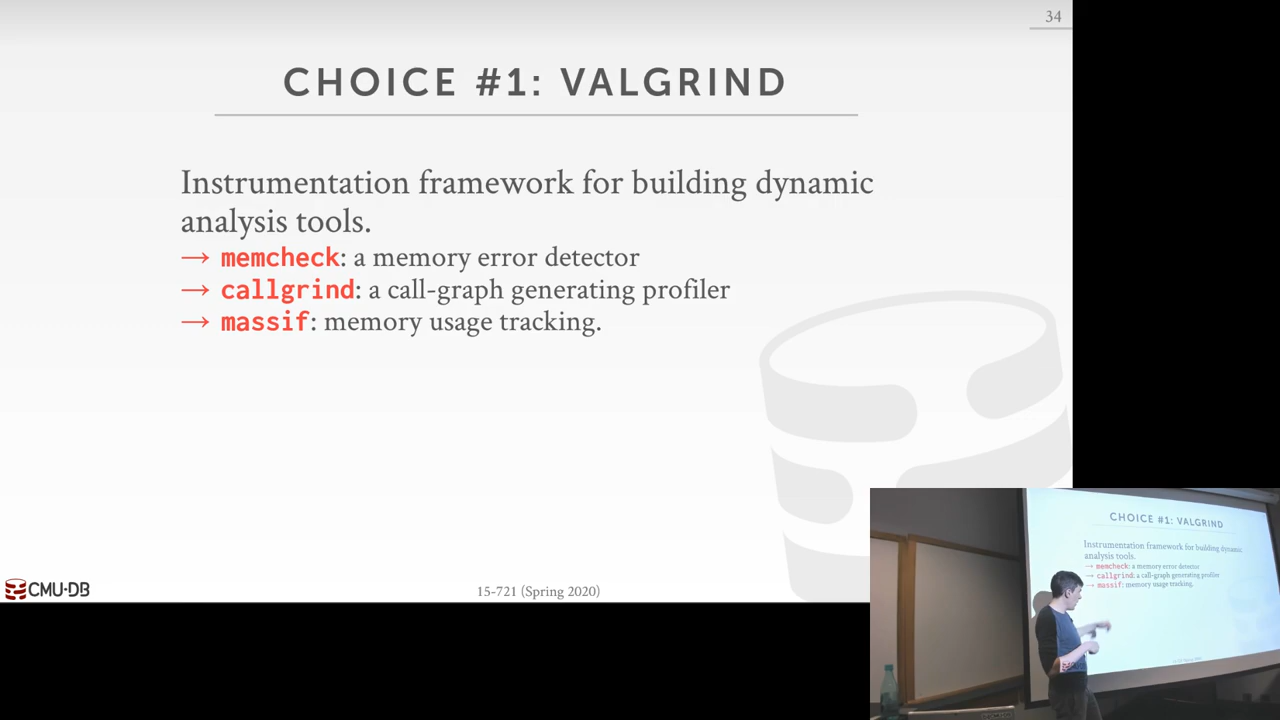 34
CHOICE #1: VALGRIND
Instrumentation framework for building dynamic
analysis tools.
→ memcheck: a memory error detector
→ callgrind: a call-graph generating profiler
→ massif: memory usage tracking.
CMU·DB
15-721 (Spring 2020)
CHOICE #1: VALGRIND
Instrumentation framework for building dynamic
analysis tools.
→ memcheck: a memory error detector
→ callgrind: a call-graph generating profiler
→ massif: memory usage tracking.